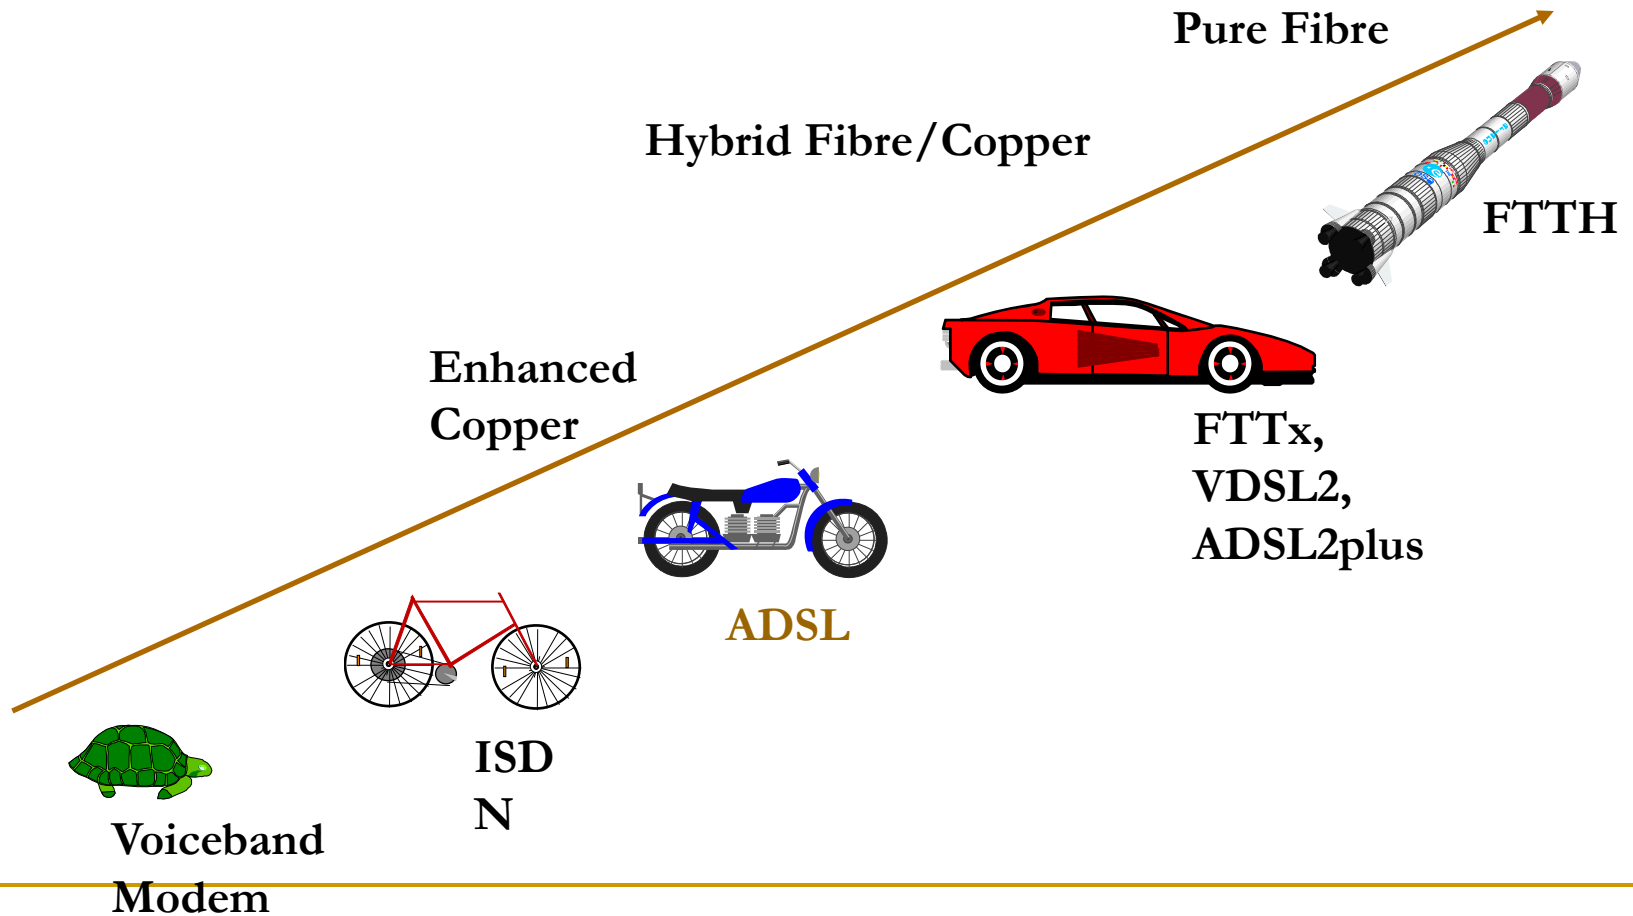 Pure Fibre
Hybrid Fibre/Copper
FTTH
Enhanced
Copper
FTTx,
VDSL2,
ADSL2plus
ADSL
ISD
N
Voiceband
Modem